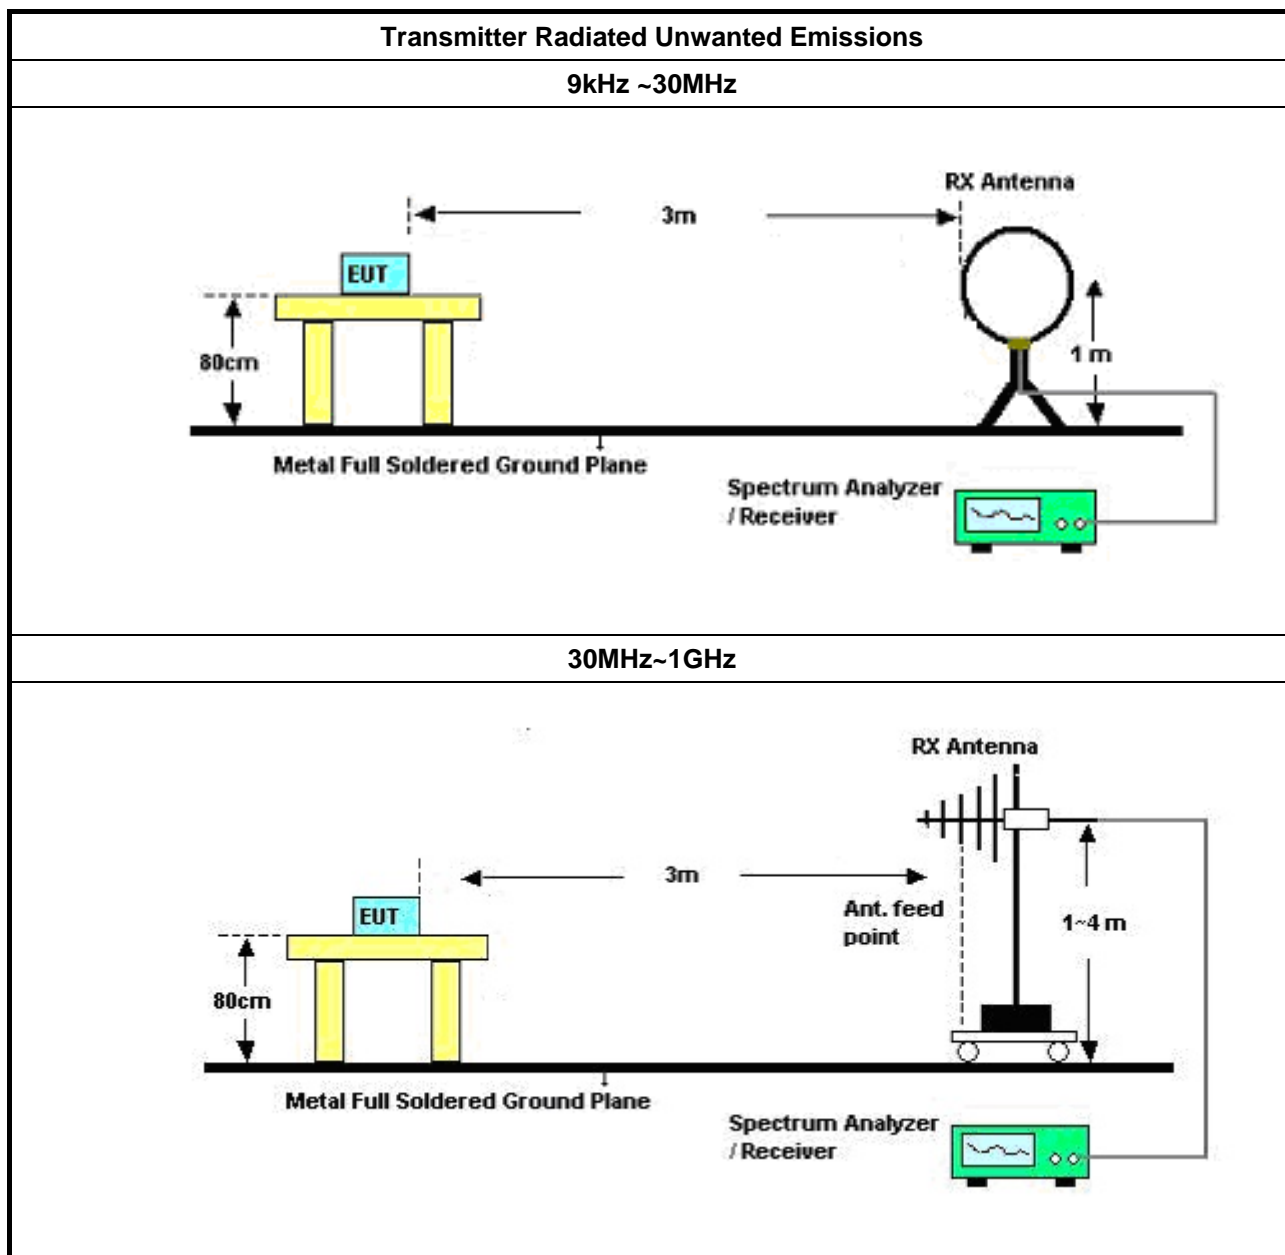 Transmitter Radiated Unwanted Emissions
9kHz ~30MHz
RX Antenna
3m
EUT
80cm
1 m
Metal Full Soldered Ground Plane
Spectrum Analyzer
/ Receiver
30MHz~1GHz
RX Antenna
3m
EUT
Ant. feed
point
1~4 m
80cm
Metal Full Soldered Ground Plane
Spectrum Analyzer
/ Receiver